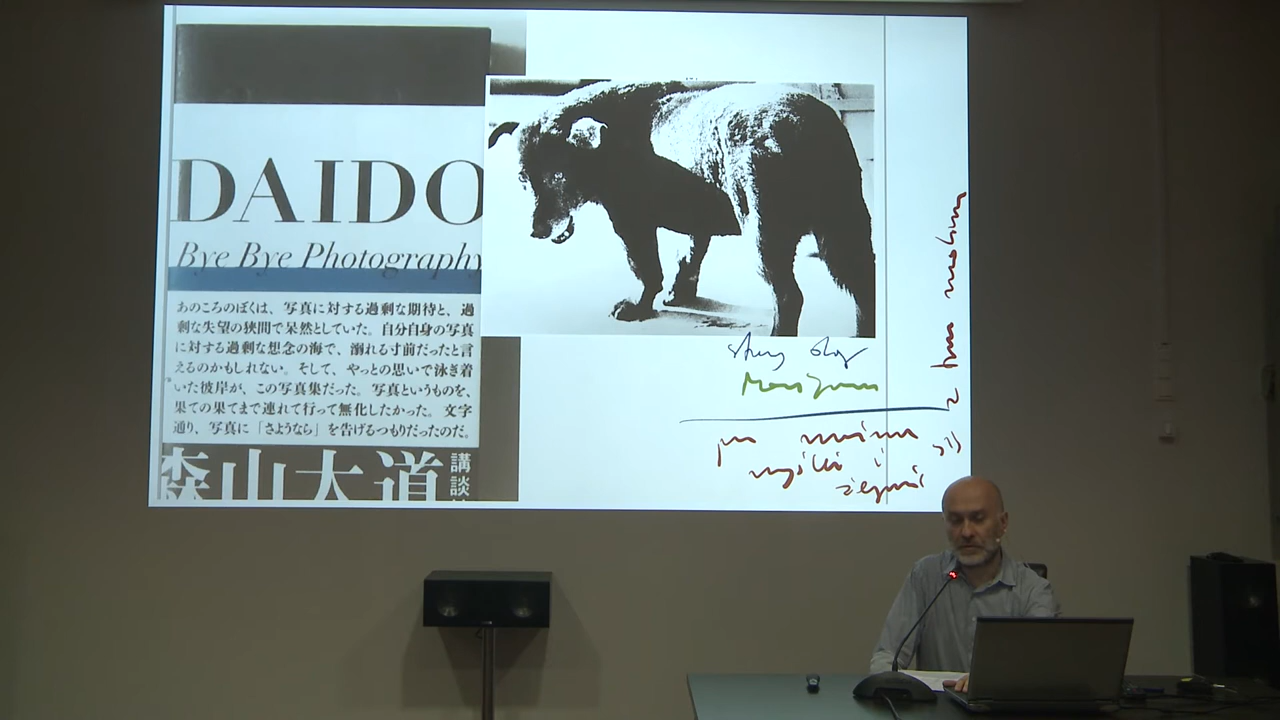 DAIDO
Bye Bye Photography
あのころのぼくは、写真に対する過剰な期待と、過
剰な失望の狭間で呆然としていた。自分自身の写真
に対する過剰な想念の海で、溺れる寸前だったと言
えるのかもしれない。そして、やっとの思いで泳ぎ着
いた彼岸が、この写真集だった。写真というものを、
果ての果てまで連れて行って無化したかった。文字
通り、写真に「さようなら」を告げるつもりだったのだ。
森山大道
講談
stray dog